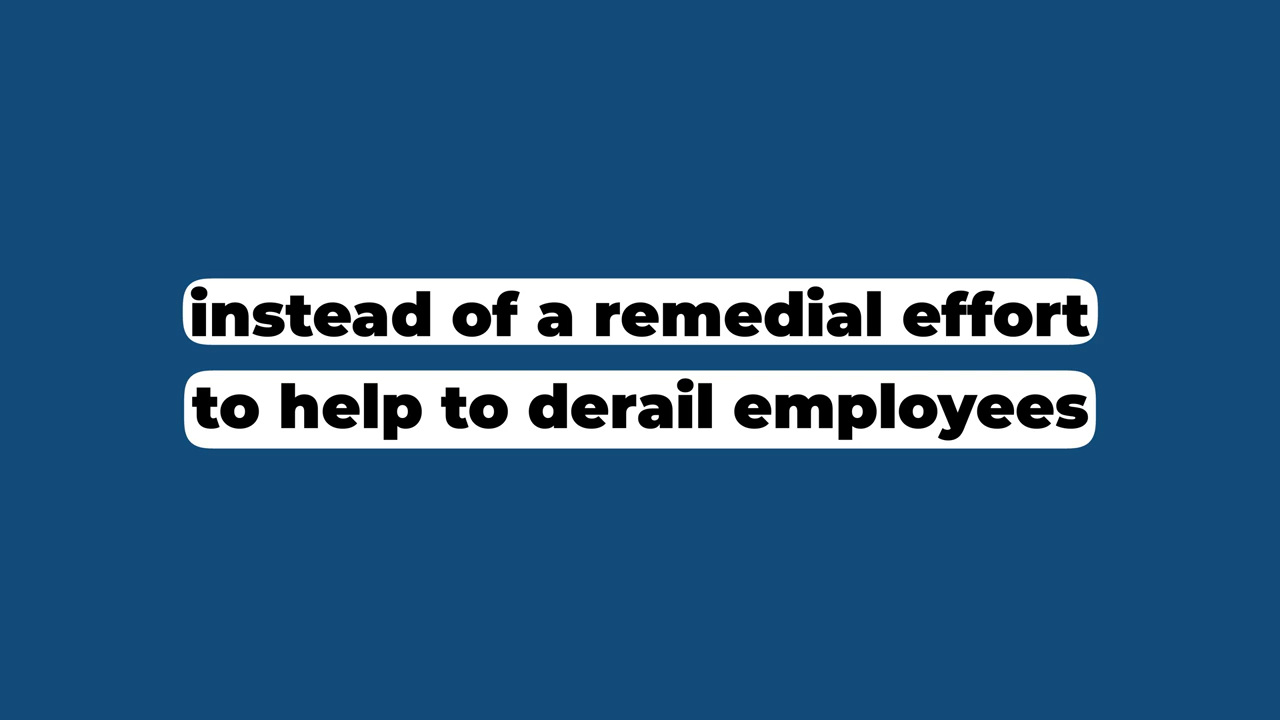 instead of a remedial effort
to help to derail employees